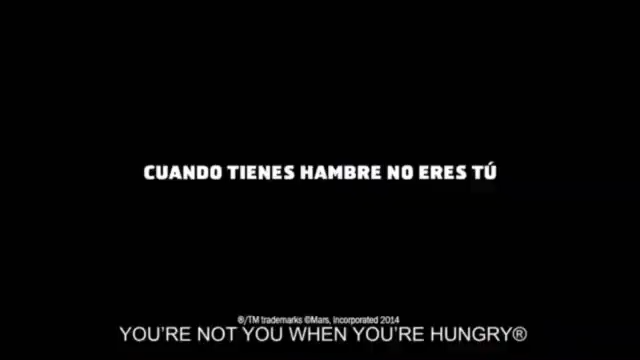 CUANDO TIENES HAMBRE NO ERES TÚ
®/TM trademarks ©Mars, Incorporated 2014
YOU'RE NOT YOU WHEN YOU'RE HUNGRY®